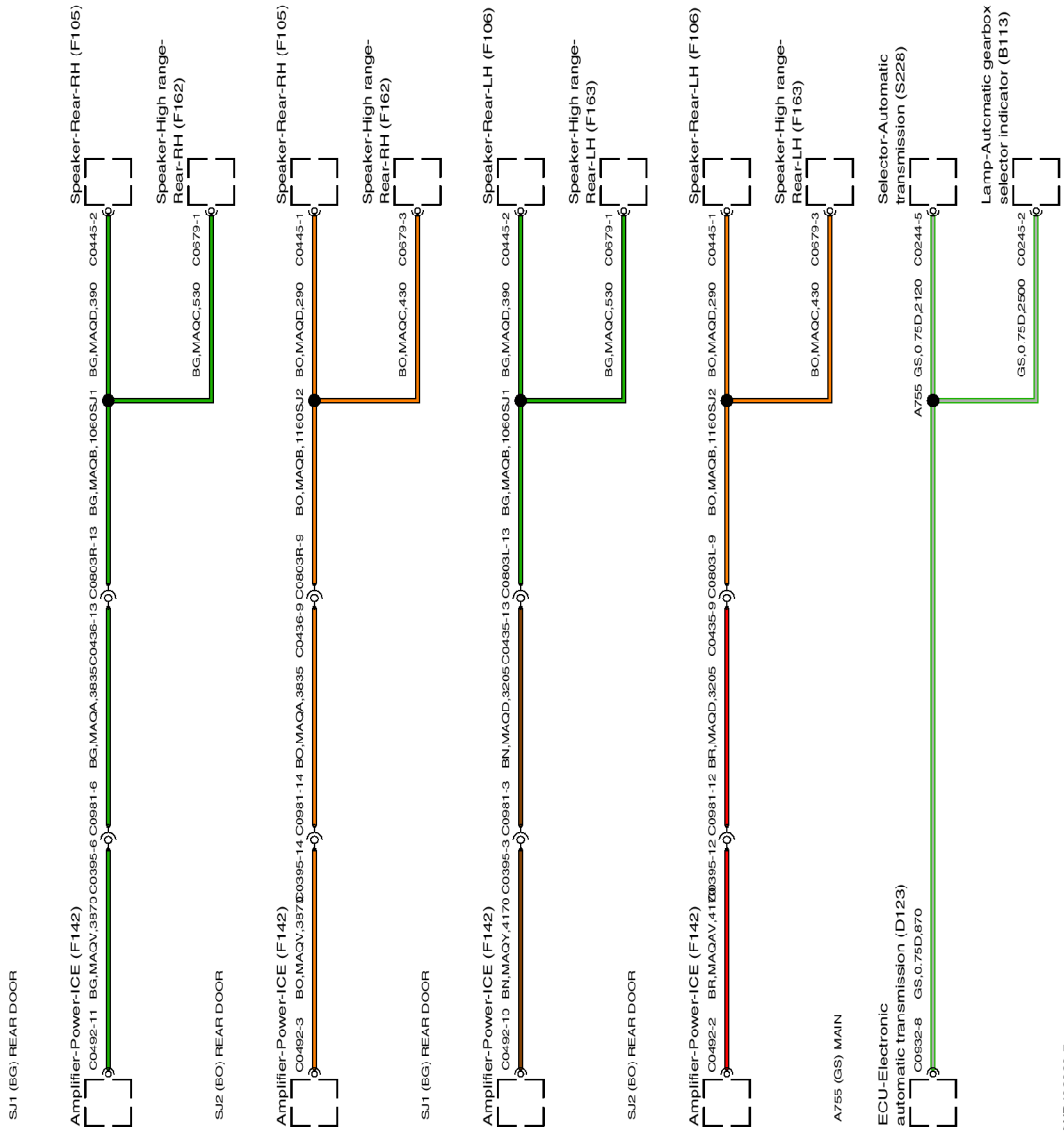 SJ1 (BG) REAR DOOR
Amplifier-Power-ICE (F142)
C0492-11 BG,MAQV,3870 C0395-6 C0981-6 BG,MAQA,3835 C0436-13 C0803R-13 BG,MAQB,1060 SJ1 BG,MAQD,390 C0445-2
Speaker-Rear-RH (F105)
BG,MAQC,530 C0679-1
Speaker-High range-
Rear-RH (F162)
SJ2 (BO) REAR DOOR
Amplifier-Power-ICE (F142)
C0492-3 BO,MAQV,3870 C0395-14 C0981-14 BO,MAQA,3835 C0436-9 C0803R-9 BO,MAQB,1160 SJ2 BO,MAQD,290 C0445-1
Speaker-Rear-RH (F105)
BO,MAQC,430 C0679-3
Speaker-High range-
Rear-RH (F162)
SJ1 (BG) REAR DOOR
Amplifier-Power-ICE (F142)
C0492-10 BN,MAQY,4170 C0395-3 C0981-3 BN,MAQD,3205 C0435-13 C0803L-13 BG,MAQB,1060 SJ1 BG,MAQD,390 C0445-2
Speaker-Rear-LH (F106)
BG,MAQC,530 C0679-1
Speaker-High range-
Rear-LH (F163)
SJ2 (BO) REAR DOOR
Amplifier-Power-ICE (F142)
C0492-2 C0395-12 C0981-12 BR,MAQD,3205 C0435-9 C0803L-9 BO,MAQB,1160 SJ2 BO,MAQD,290 C0445-1
Speaker-Rear-LH (F106)
BO,MAQC,430 C0679-3
Speaker-High range-
Rear-LH (F163)
A755 (GS) MAIN
ECU-Electronic
automatic transmission (D123)
C0932-8 GS,0.75D,870 A755 GS,0.75D,2120 C0244-5
Selector-Automatic
transmission (S228)
GS,0.75D,2500 C0245-2
Lamp-Automatic gearbox
selector indicator (B113)